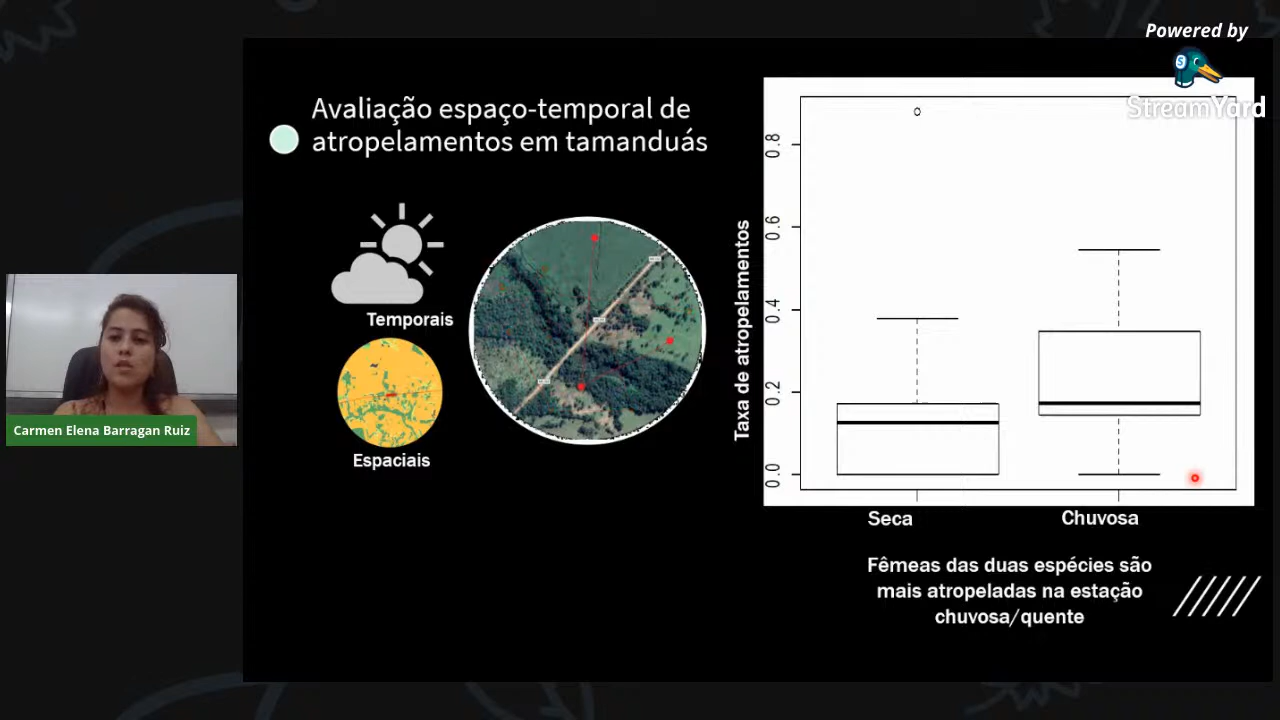 Powered by
StreamYard
Avaliação espaço-temporal de
atropelamentos em tamanduás
Temporais
Espaciais
Taxa de atropelamentos
0.8
0.6
0.4
0.2
0.0
Seca
Chuvosa
Fêmeas das duas espécies são
mais atropeladas na estação
chuvosa/quente
Carmen Elena Barragan Ruiz